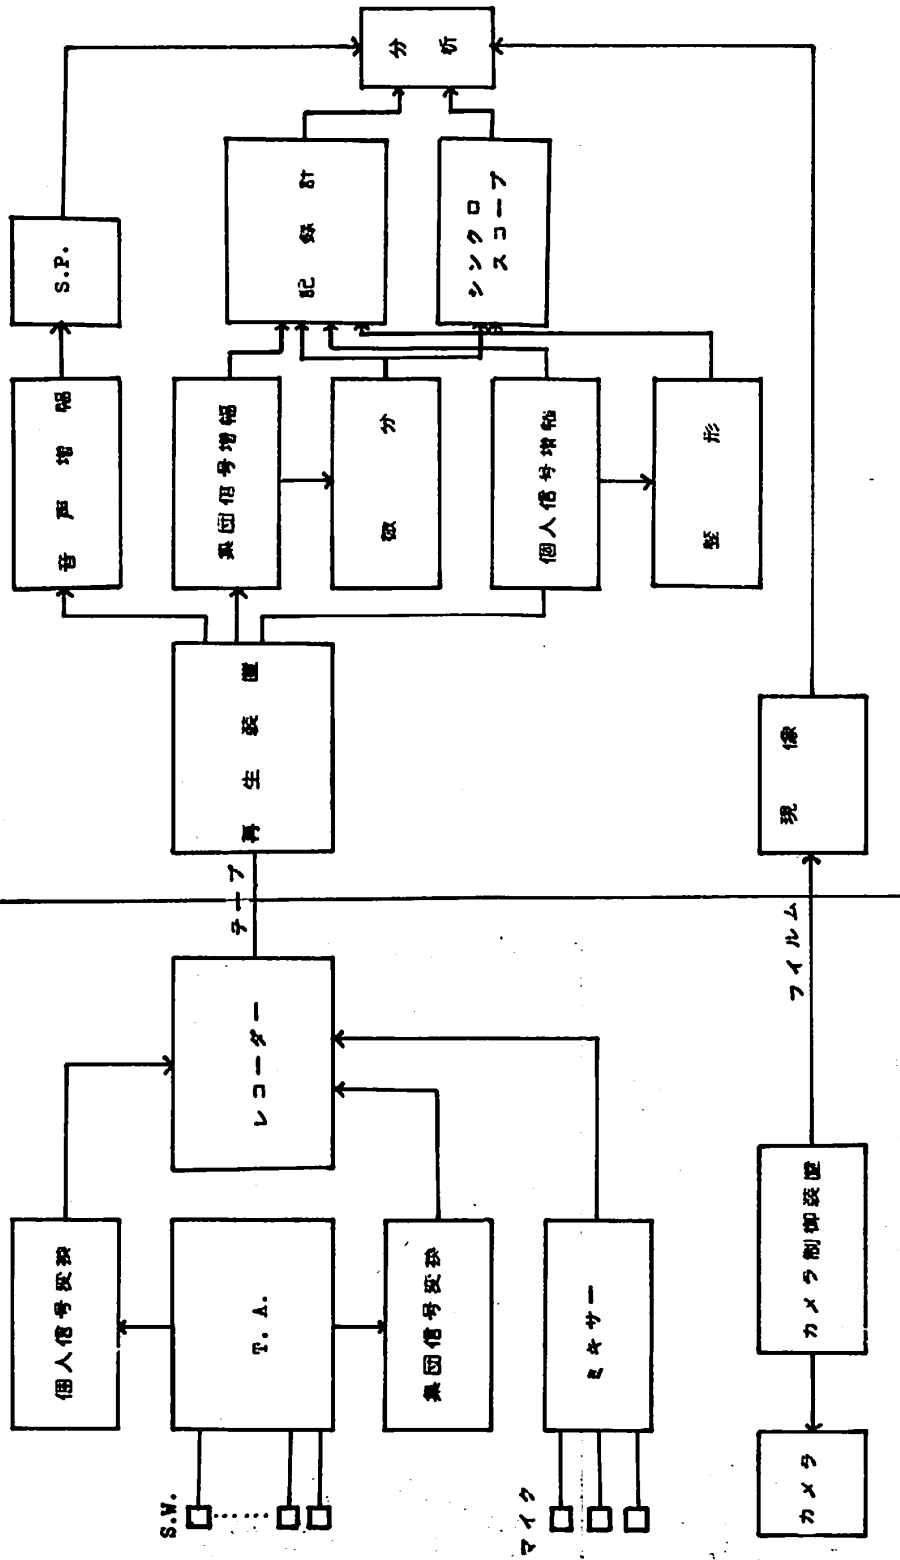 S.W.
マイク
個人信号変換
T.A.
集団信号変換
ミキサー
カメラ
カメラ制御装置
レコーダー
テープ
フイルム
再生装置
現像
音声増幅
集団信号増幅
微分
個人信号増幅
整形
S.P.
記録計
シンクロ
スコープ
分析